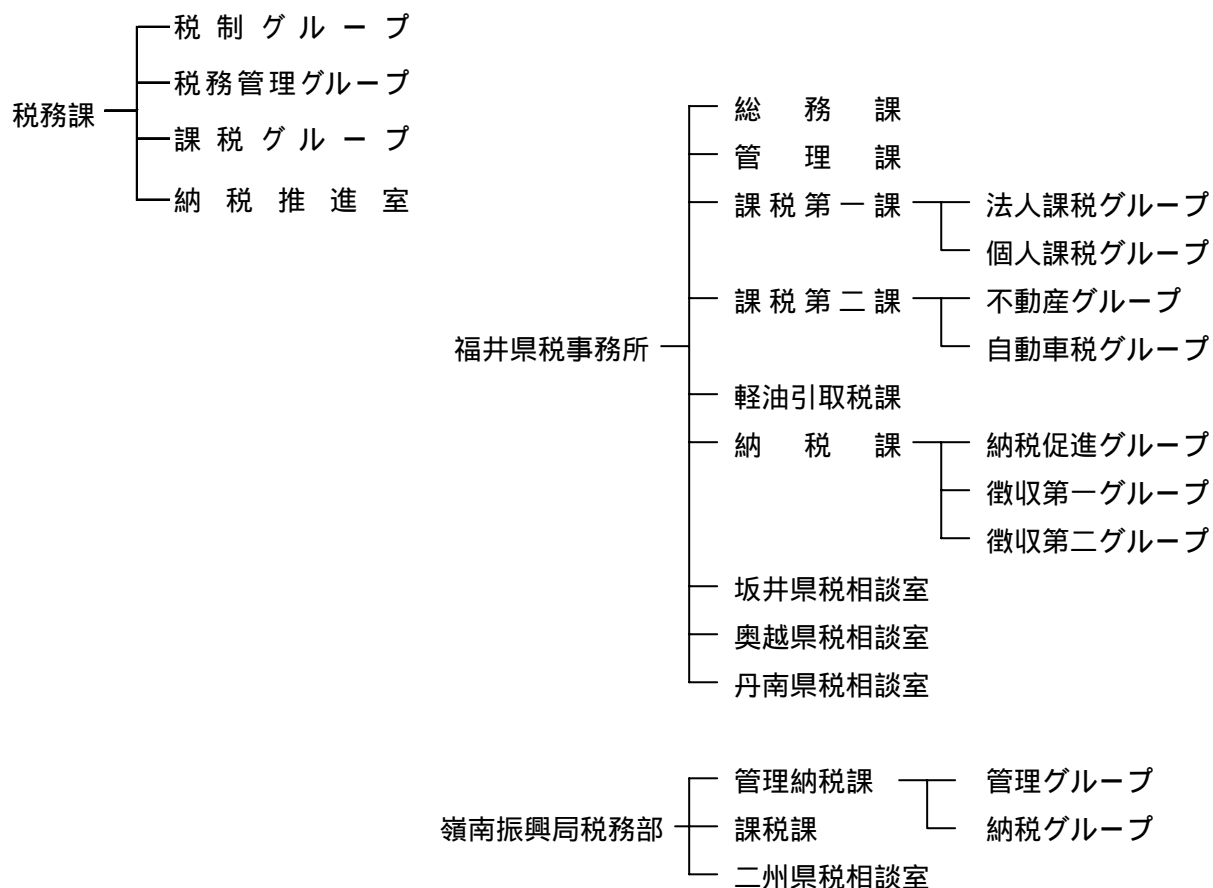 税制グループ
税務管理グループ
税務課
課税グループ
納税推進室
総務課
管理課
課税第一課 法人課税グループ
個人課税グループ
課税第二課 不動産グループ
福井県税事務所 自動車税グループ
軽油引取税課
納税課 納税促進グループ
徴収第一グループ
徴収第二グループ
坂井県税相談室
奥越県税相談室
丹南県税相談室
管理納税課 管理グループ
嶺南振興局税務部 課税課 納税グループ
二州県税相談室